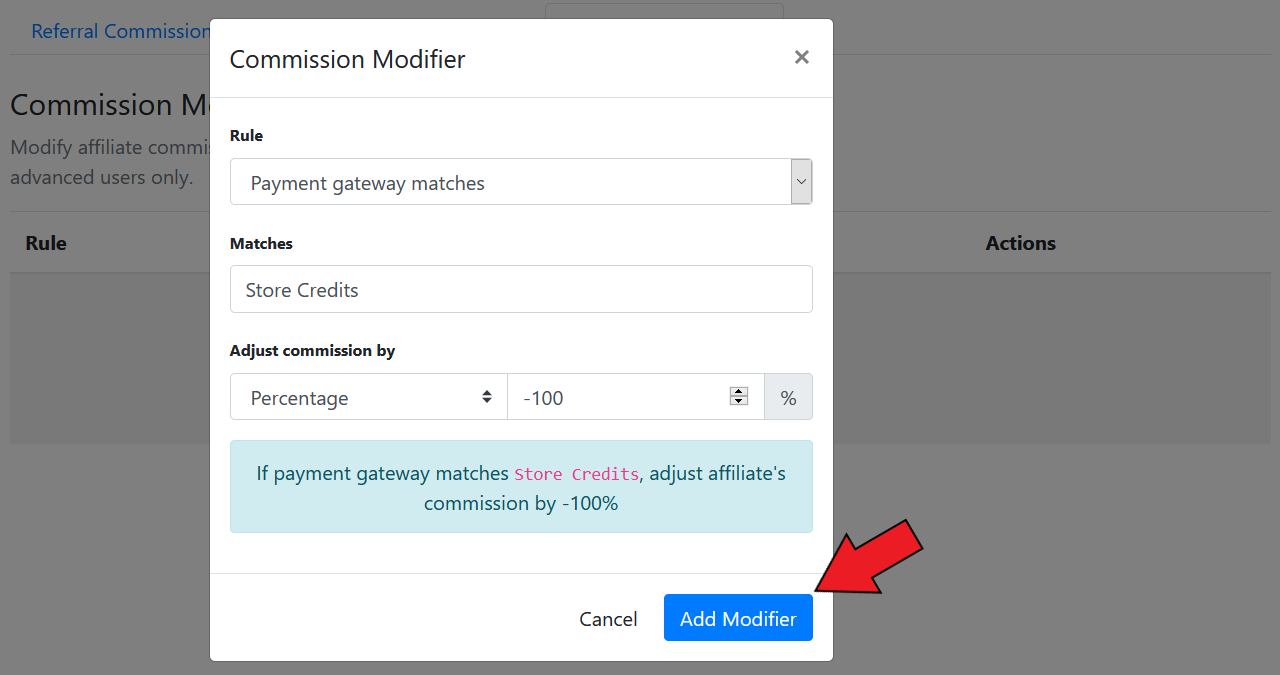 Referral Commission
Commission Modifier
×
Commission M
Modify affiliate commis
advanced users only.
Rule
Actions
Rule
Payment gateway matches
Matches
Store Credits
Adjust commission by
Percentage
-100
%
If payment gateway matches Store Credits, adjust affiliate's
commission by -100%
Cancel
Add Modifier